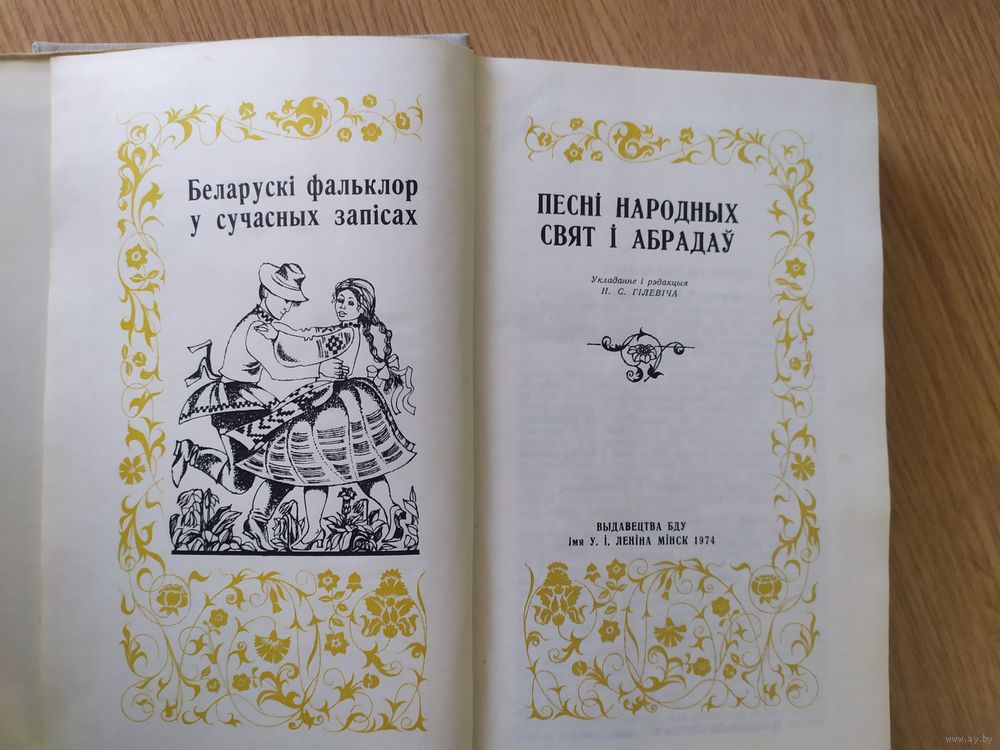 Беларускі фальклор
у сучасных запісах
ПЕСНІ НАРОДНЫХ
СВЯТ І АБРАДАЎ
Укладанне і рэдакцыя
Н. С. ГІЛЕВІЧА
ВЫДАВЕЦТВА БДУ
імя У. І. ЛЕНІНА МІНСК 1974
www.ay.by